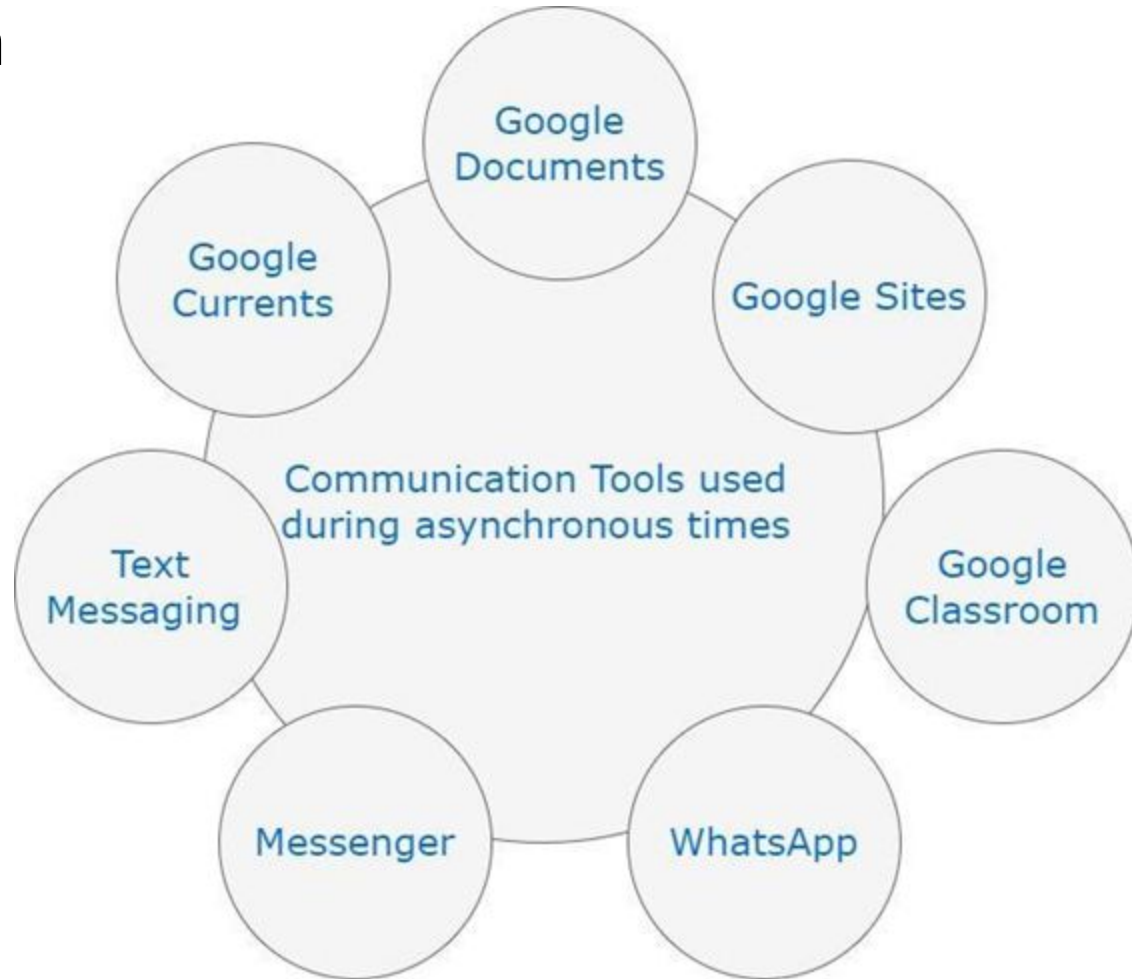 Google
Documents
Google
Currents
Google Sites
Communication Tools used
during asynchronous times
Text
Messaging
Google
Classroom
Messenger
WhatsApp